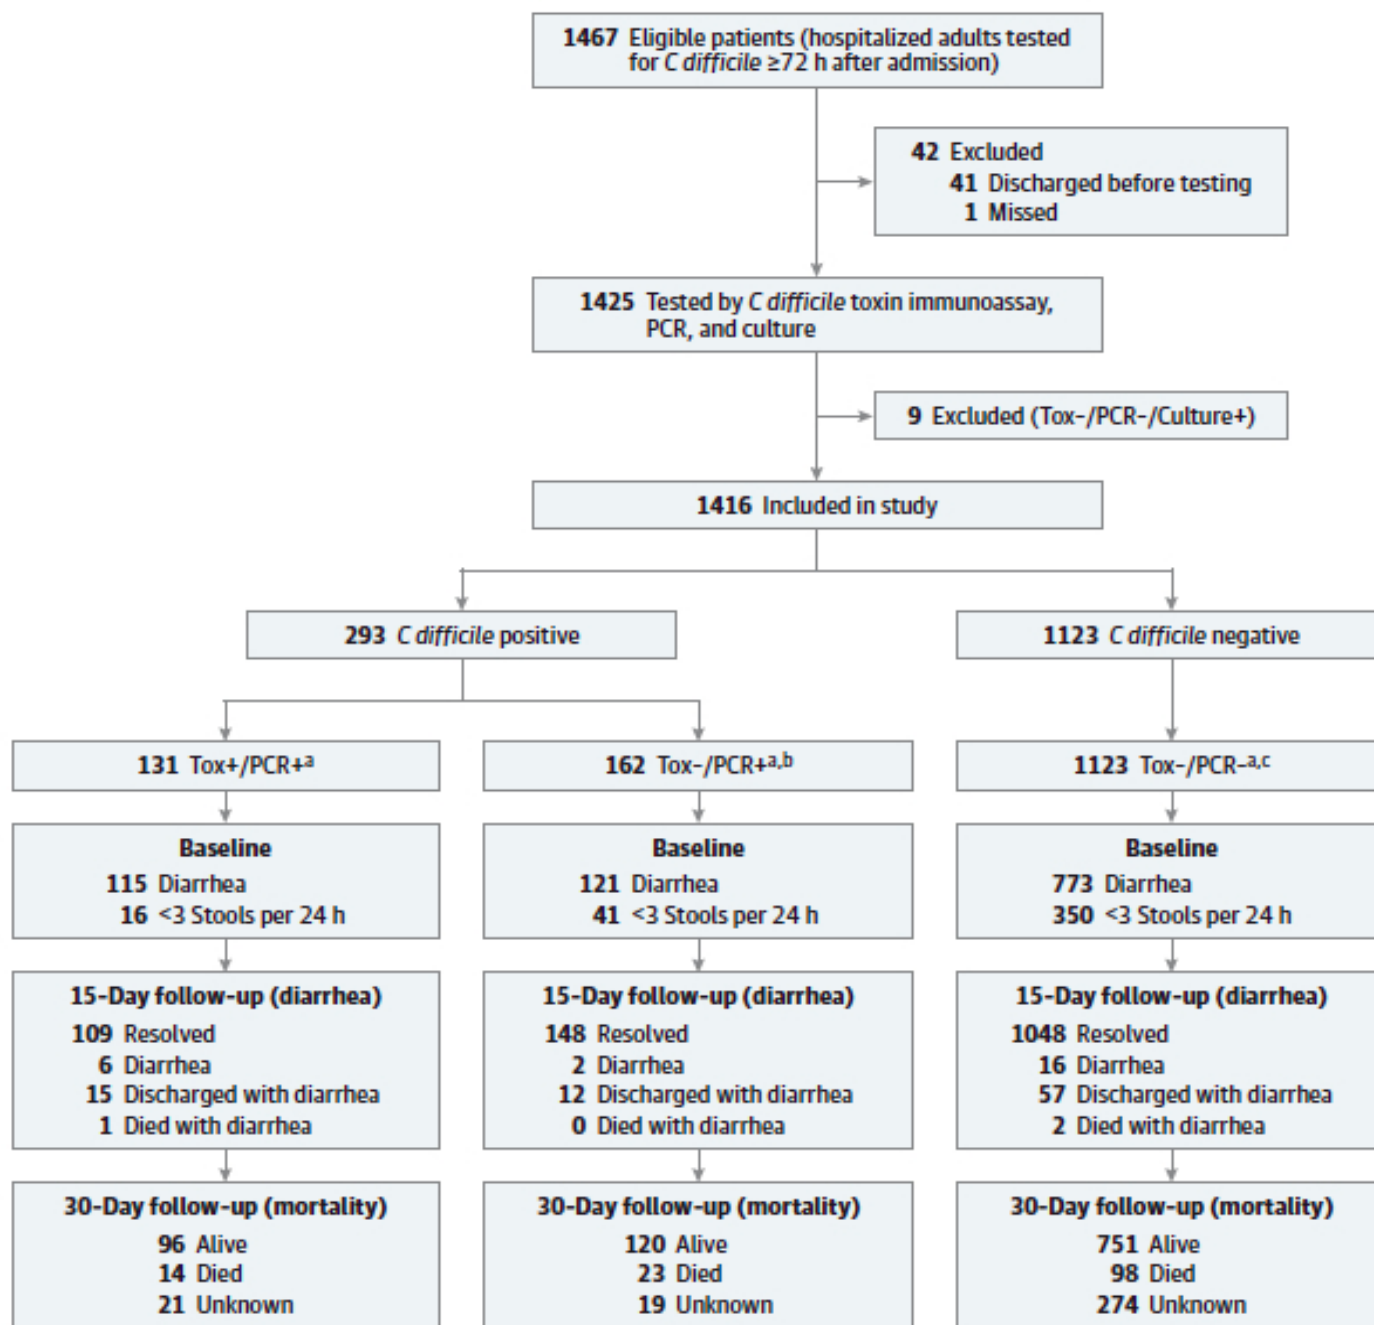 1467 Eligible patients (hospitalized adults tested
for C difficile ≥72 h after admission)
42 Excluded
41 Discharged before testing
1 Missed
1425 Tested by C difficile toxin immunoassay,
PCR, and culture
9 Excluded (Tox−/PCR−/Culture+)
1416 Included in study
293 C difficile positive
1123 C difficile negative
131 Tox+/PCR+a
162 Tox−/PCR+a,b
1123 Tox−/PCR−a,c
Baseline
115 Diarrhea
16 <3 Stools per 24 h
Baseline
121 Diarrhea
41 <3 Stools per 24 h
Baseline
773 Diarrhea
350 <3 Stools per 24 h
15-Day follow-up (diarrhea)
109 Resolved
6 Diarrhea
15 Discharged with diarrhea
1 Died with diarrhea
15-Day follow-up (diarrhea)
148 Resolved
2 Diarrhea
12 Discharged with diarrhea
0 Died with diarrhea
15-Day follow-up (diarrhea)
1048 Resolved
16 Diarrhea
57 Discharged with diarrhea
2 Died with diarrhea
30-Day follow-up (mortality)
96 Alive
14 Died
21 Unknown
30-Day follow-up (mortality)
120 Alive
23 Died
19 Unknown
30-Day follow-up (mortality)
751 Alive
98 Died
274 Unknown